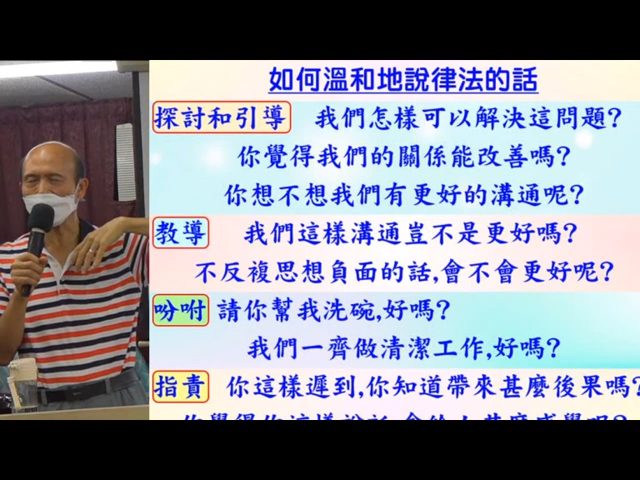 如何溫和地說律法的話
探討和引導 我們怎樣可以解決這問題?
你覺得我們的關係能改善嗎?
你想不想我們有更好的溝通呢?
教導 我們這樣溝通豈不是更好嗎?
不反複思想負面的話,會不會更好呢?
吩咐 請你幫我洗碗,好嗎?
我們一齊做清潔工作,好嗎?
指責 你這樣遲到,你知道帶來甚麼後果嗎?